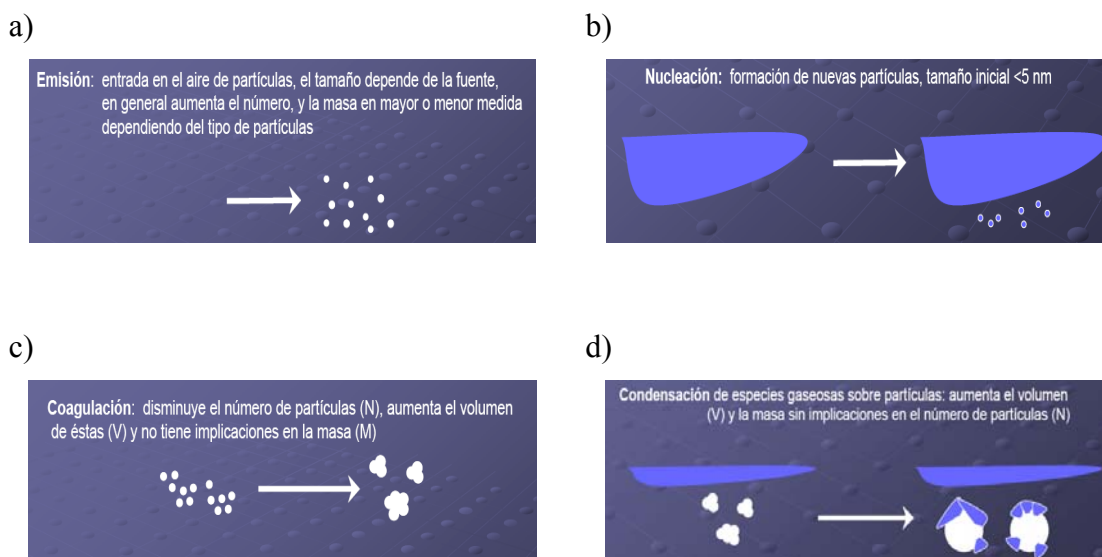 a)
b)
Emisión: entrada en el aire de partículas, el tamaño depende de la fuente,
en general aumenta el número, y la masa en mayor o menor medida
dependiendo del tipo de partículas
Nucleación: formación de nuevas partículas, tamaño inicial <5 nm
c)
d)
Coagulación: disminuye el número de partículas (N), aumenta el volumen
de éstas (V) y no tiene implicaciones en la masa (M)
Condensación de especies gaseosas sobre partículas: aumenta el volumen
(V) y la masa sin implicaciones en el número de partículas (N)